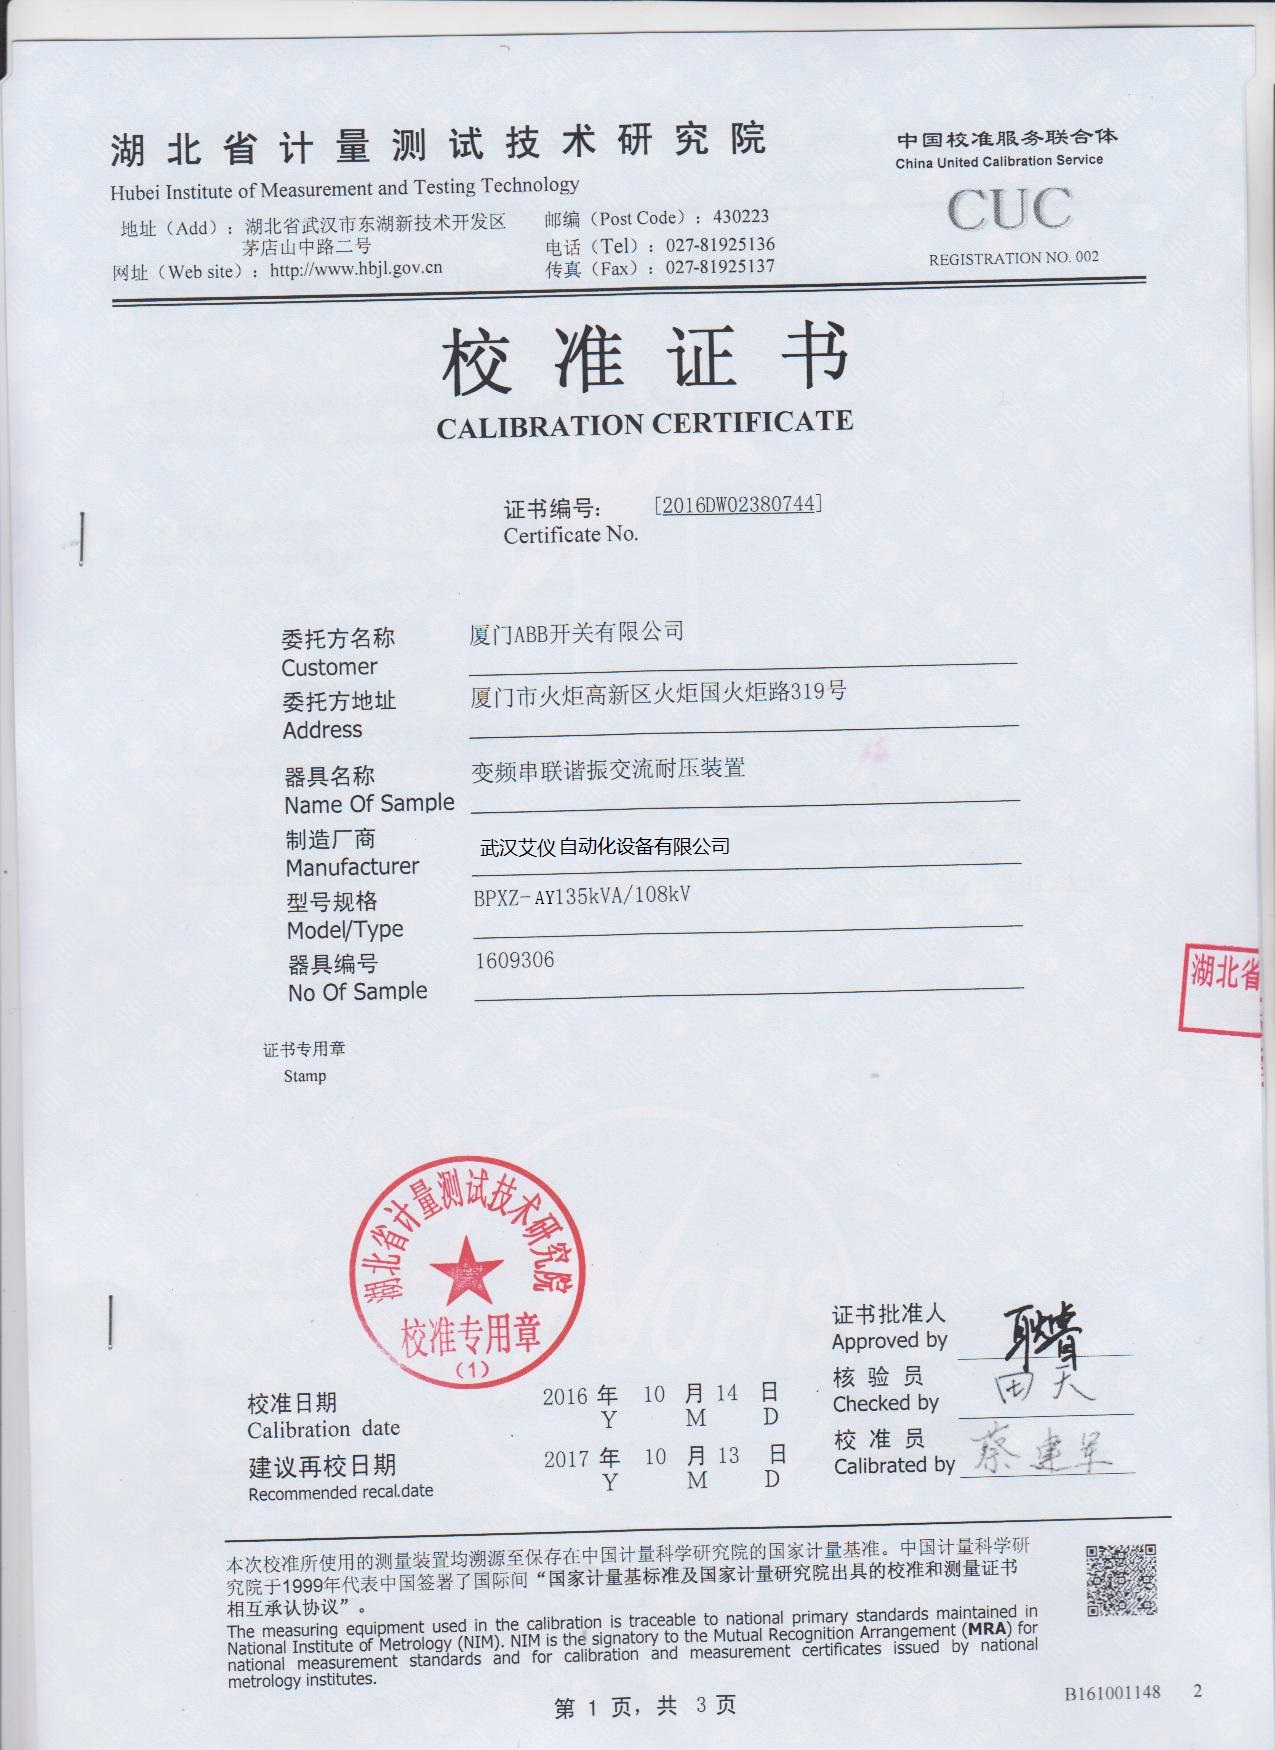 湖北省计量测试技术研究院
Hubei Institute of Measurement and Testing Technology
地址（Add）：湖北省武汉市东湖新技术开发区
茅店山中路二号
网址（Web site）：http://www.hbjl.gov.cn
邮编（Post Code）：430223
电话（Tel）：027-81925136
传真（Fax）：027-81925137
中国校准服务联合体
China United Calibration Service
CUC
REGISTRATION NO. 002
校准证书
CALIBRATION CERTIFICATE
证书编号： [2016DW02380744]
Certificate No.
委托方名称 厦门ABB开关有限公司
Customer
委托方地址 厦门市火炬高新区火炬国火炬路319号
Address
器具名称 变频串联谐振交流耐压装置
Name Of Sample
制造厂商 武汉艾仪自动化设备有限公司
Manufacturer
型号规格 BPXZ-AY135kVA/108kV
Model/Type
器具编号 1609306
No Of Sample
湖北省
证书专用章
Stamp
湖北省计量测试技术研究院
校准专用章
（1）
证书批准人
Approved by
核验员 田天
Checked by
校准员 蔡建军
Calibrated by
校准日期 2016 年 10 月 14 日
Calibration date Y M D
建议再校日期 2017 年 10 月 13 日
Recommended recal.date Y M D
本次校准所使用的测量装置均溯源至保存在中国计量科学研究院的国家计量基准。中国计量科学研
究院于1999年代表中国签署了国际间“国家计量基标准及国家计量研究院出具的校准和测量证书
相互承认协议”。
The measuring equipment used in the calibration is traceable to national primary standards maintained in
National Institute of Metrology (NIM). NIM is the signatory to the Mutual Recognition Arrangement (MRA) for
national measurement standards and for calibration and measurement certificates issued by national
metrology institutes.
第 1 页，共 3 页
B161001148 2